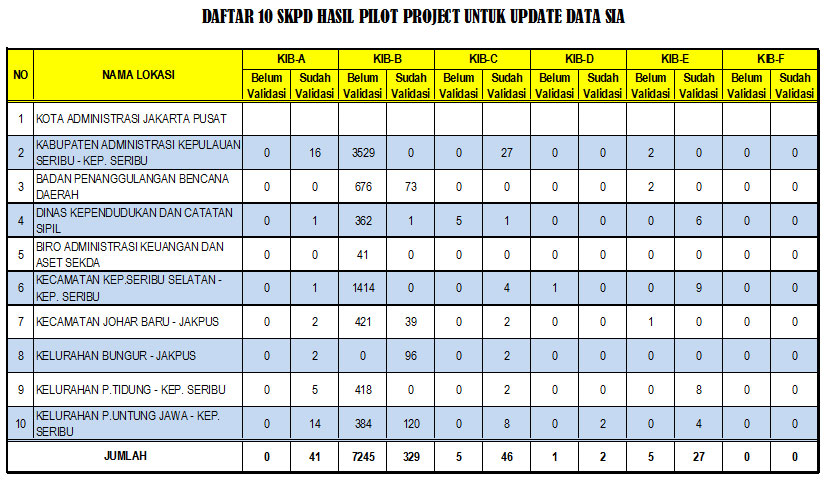 DAFTAR 10 SKPD HASIL PILOT PROJECT UNTUK UPDATE DATA SIA
NO NAMA LOKASI KIB-A KIB-B KIB-C KIB-D KIB-E KIB-F
Belum Validasi Sudah Validasi Belum Validasi Sudah Validasi Belum Validasi Sudah Validasi Belum Validasi Sudah Validasi Belum Validasi Sudah Validasi Belum Validasi Sudah Validasi
1 KOTA ADMINISTRASI JAKARTA PUSAT
2 KABUPATEN ADMINISTRASI KEPULAUAN SERIBU - KEP. SERIBU 0 16 3529 0 0 27 0 0 2 0 0 0
3 BADAN PENANGGULANGAN BENCANA DAERAH 0 0 676 73 0 0 0 0 2 0 0 0
4 DINAS KEPENDUDUKAN DAN CATATAN SIPIL 0 1 362 1 5 1 0 0 0 6 0 0
5 BIRO ADMINISTRASI KEUANGAN DAN ASET SEKDA 0 0 41 0 0 0 0 0 0 0 0 0
6 KECAMATAN KEP.SERIBU SELATAN - KEP. SERIBU 0 1 1414 0 0 4 1 0 0 9 0 0
7 KECAMATAN JOHAR BARU - JAKPUS 0 2 421 39 0 2 0 0 1 0 0 0
8 KELURAHAN BUNGUR - JAKPUS 0 2 0 96 0 2 0 0 0 0 0 0
9 KELURAHAN P.TIDUNG - KEP. SERIBU 0 5 418 0 0 2 0 0 0 8 0 0
10 KELURAHAN P.UNTUNG JAWA - KEP. SERIBU 0 14 384 120 0 8 0 2 0 4 0 0
JUMLAH 0 41 7245 329 5 46 1 2 5 27 0 0